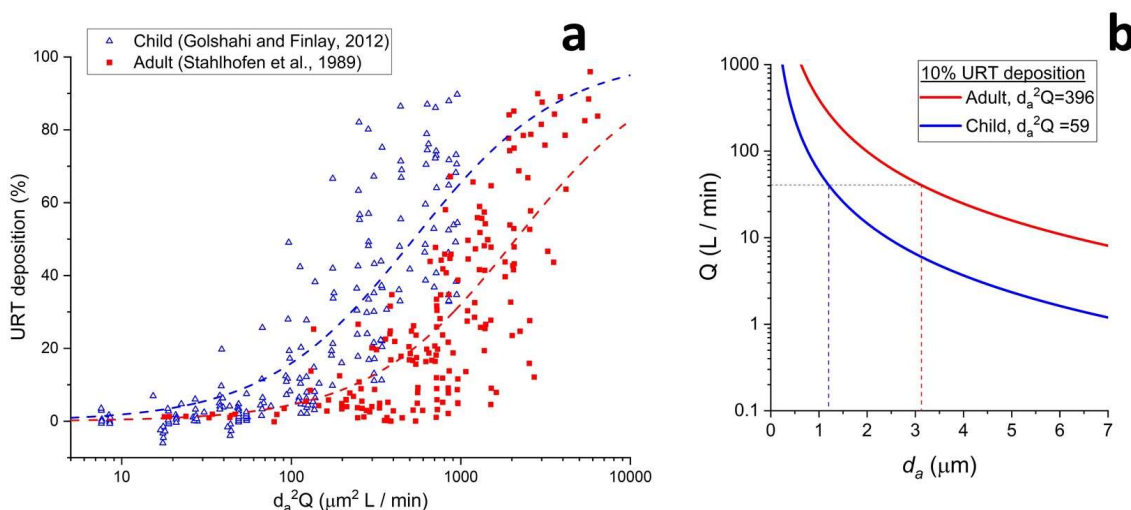 Child (Golshahi and Finlay, 2012)
Adult (Stahlhofen et al., 1989)
a
100
80
60
40
20
0
URT deposition (%)
10
100
1000
10000
dₐ²Q (μm² L / min)
b
10% URT deposition
Adult, dₐ²Q=396
Child, dₐ²Q =59
1000
100
10
1
0.1
Q (L / min)
0
1
2
3
4
5
6
7
dₐ (μm)